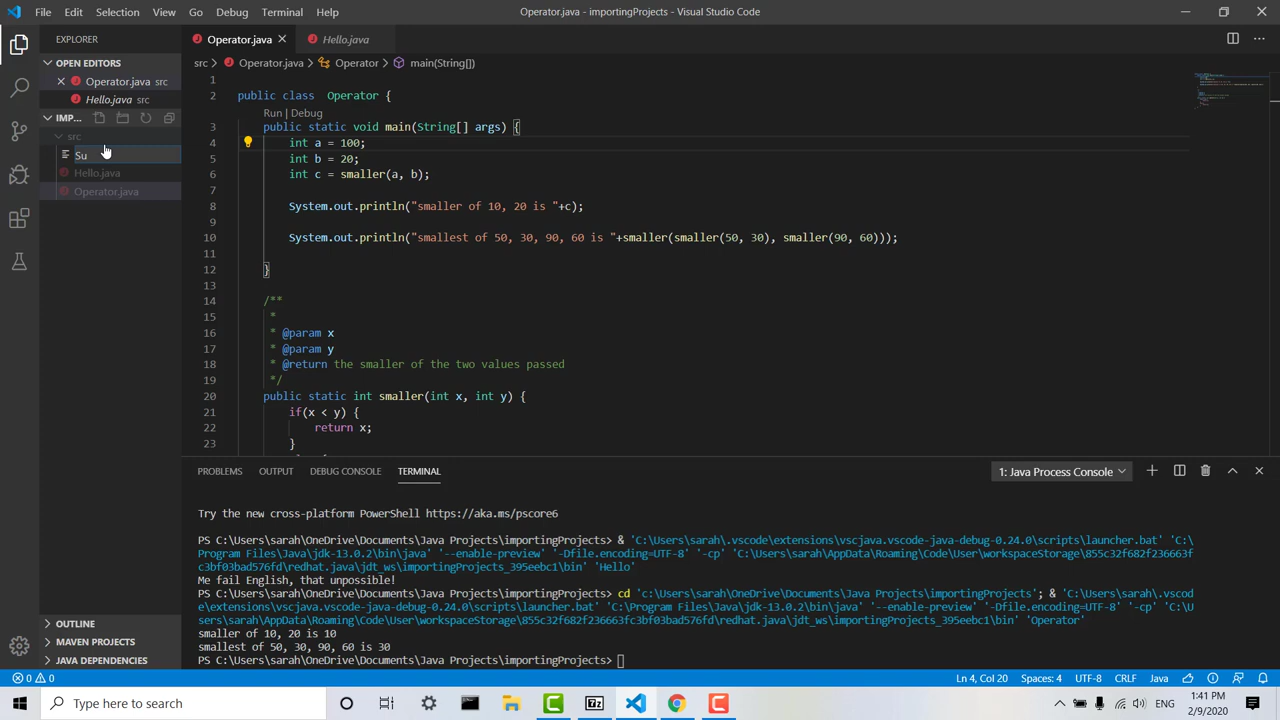 File Edit Selection View Go Debug Terminal Help Operator.java - importingProjects - Visual Studio Code
EXPLORER
Operator.java
Hello.java
OPEN EDITORS
src > Operator.java > Operator > main(String[])
Operator.java src
Hello.java src
IMP...
src
Su
Hello.java
Operator.java
1
2 public class Operator {
Run | Debug
3 public static void main(String[] args) {
4 int a = 100;
5 int b = 20;
6 int c = smaller(a, b);
7
8 System.out.println("smaller of 10, 20 is "+c);
9
10 System.out.println("smallest of 50, 30, 90, 60 is "+smaller(smaller(50, 30), smaller(90, 60)));
11
12 }
13
14 /**
15 *
16 * @param x
17 * @param y
18 * @return the smaller of the two values passed
19 */
20 public static int smaller(int x, int y) {
21 if(x < y) {
22 return x;
23 }
PROBLEMS OUTPUT DEBUG CONSOLE TERMINAL 1: Java Process Console
Try the new cross-platform PowerShell https://aka.ms/pscore6
PS C:\Users\sarah\OneDrive\Documents\Java Projects\importingProjects> & 'c:\Users\sarah\.vscode\extensions\vscjava.vscode-java-debug-0.24.0\scripts\launcher.bat' 'C:\
Program Files\Java\jdk-13.0.2\bin\java' '--enable-preview' '-Dfile.encoding=UTF-8' '-cp' 'C:\Users\sarah\AppData\Roaming\Code\User\workspaceStorage\855c32f682f236663f
c3bf03bad576fd\redhat.java\jdt_ws\importingProjects_395eebc1\bin' 'Hello'
Me fail English, that unpossible!
PS C:\Users\sarah\OneDrive\Documents\Java Projects\importingProjects> cd 'c:\Users\sarah\OneDrive\Documents\Java Projects\importingProjects'; & 'c:\Users\sarah\.vscod
e\extensions\vscjava.vscode-java-debug-0.24.0\scripts\launcher.bat' 'C:\Program Files\Java\jdk-13.0.2\bin\java' '--enable-preview' '-Dfile.encoding=UTF-8' '-cp' 'C:\U
sers\sarah\AppData\Roaming\Code\User\workspaceStorage\855c32f682f236663fc3bf03bad576fd\redhat.java\jdt_ws\importingProjects_395eebc1\bin' 'Operator'
smaller of 10, 20 is 10
smallest of 50, 30, 90, 60 is 30
PS C:\Users\sarah\OneDrive\Documents\Java Projects\importingProjects>
OUTLINE
MAVEN PROJECTS
JAVA DEPENDENCIES
0 0 Ln 4, Col 20 Spaces: 4 UTF-8 CRLF Java
Type here to search
ENG
1:41 PM
2/9/2020